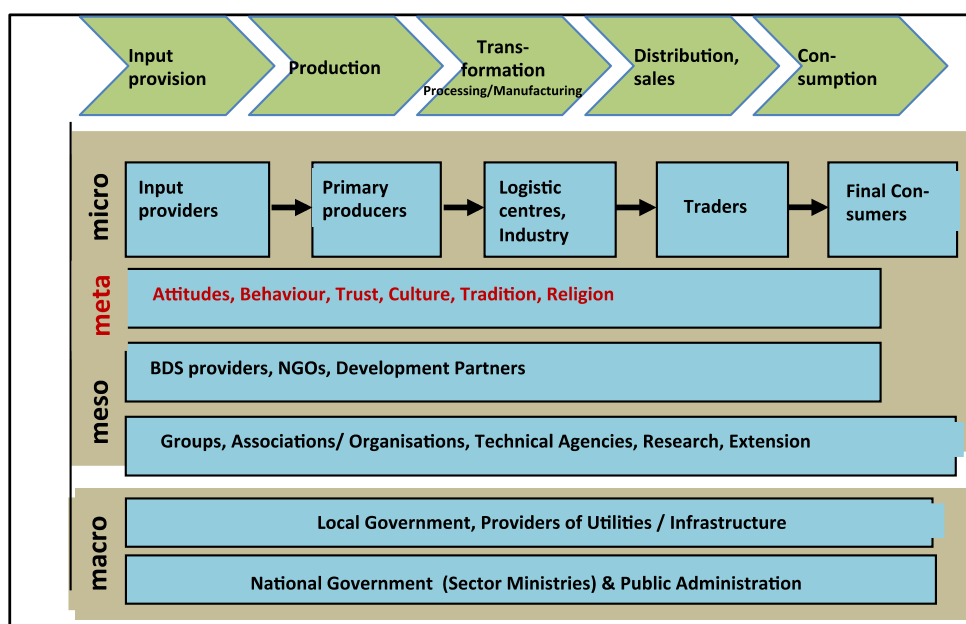 Input
provision
Production
Trans-
formation
Processing/Manufacturing
Distribution,
sales
Con-
sumption
micro
Input
providers
Primary
producers
Logistic
centres,
Industry
Traders
Final Con-
sumers
meta
Attitudes, Behaviour, Trust, Culture, Tradition, Religion
meso
BDS providers, NGOs, Development Partners
Groups, Associations/ Organisations, Technical Agencies, Research, Extension
macro
Local Government, Providers of Utilities / Infrastructure
National Government (Sector Ministries) & Public Administration